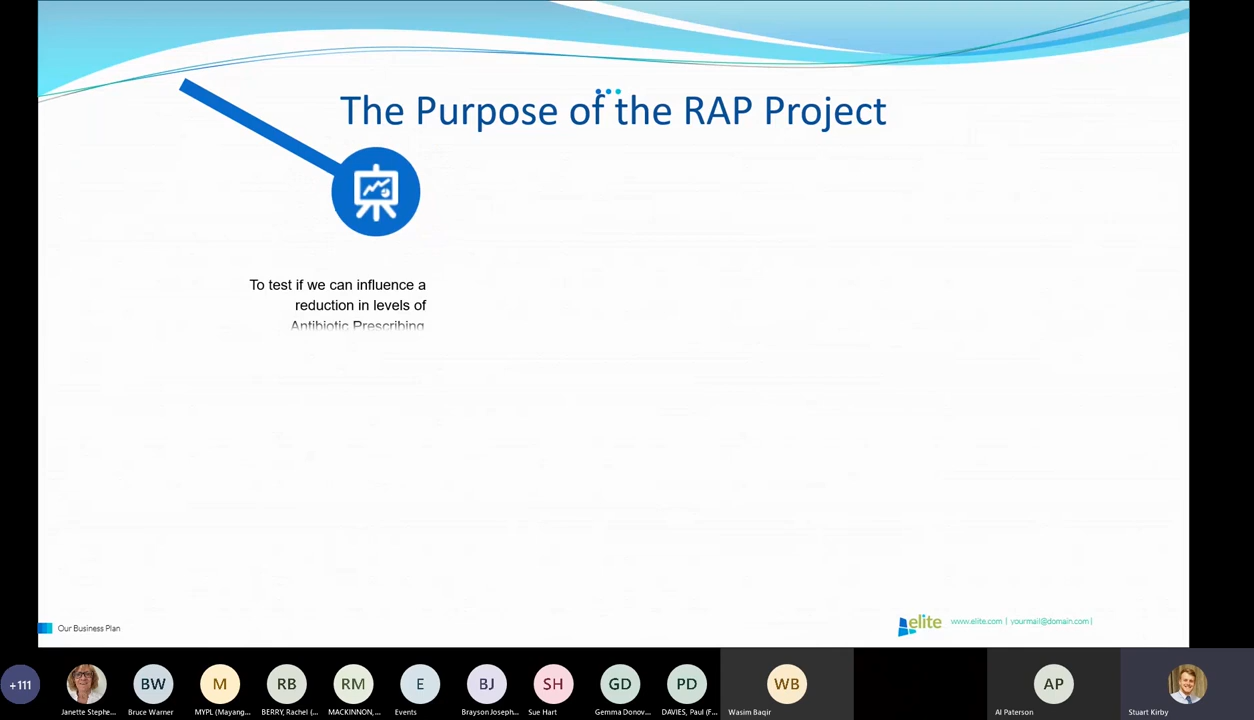 The Purpose of the RAP Project
To test if we can influence a
reduction in levels of
Antibiotic Prescribing
Our Business Plan
elite
www.elite.com | yourmail@domain.com |
+111
BW
M
RB
RM
E
BJ
SH
GD
PD
WB
AP
Janette Stephe...
Bruce Warner
MYPL (Mayang...
BERRY, Rachel (...
MACKINNON,...
Events
Brayson Joseph...
Sue Hart
Gemma Donov...
DAVIES, Paul (F...
Wasim Baqir
Al Paterson
Stuart Kirby